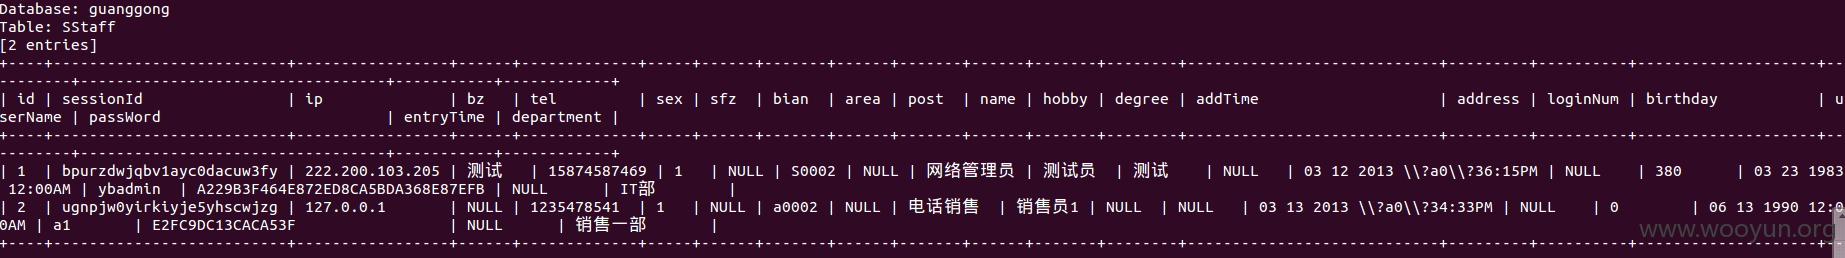 Database: guanggong
Table: SStaff
[2 entries]
+----+--------------------------+-----------------+------+-------------+-----+------+-------+------+-------+------+-------+--------+----------------------------+---------+----------+--------------------+--
--------+----------------------------------+-----------+------------+
| id | sessionId | ip | bz | tel | sex | sfz | bian | area | post | name | hobby | degree | addTime | address | loginNum | birthday | u
serName | passWord | entryTime | department |
+----+--------------------------+-----------------+------+-------------+-----+------+-------+------+-------+------+-------+--------+----------------------------+---------+----------+--------------------+--
--------+----------------------------------+-----------+------------+
| 1 | bpurzdwjqbv1ayc0dacuw3fy | 222.200.103.205 | 测试 | 15874587469 | 1 | NULL | S0002 | NULL | 网络管理员 | 测试员 | 测试 | NULL | 03 12 2013 \\?a0\\?36:15PM | NULL | 380 | 03 23 1983
12:00AM | ybadmin | A229B3F464E872ED8CA5BDA368E87EFB | NULL | IT部 |
| 2 | ugnpjw0yirkiyje5yhscwjzg | 127.0.0.1 | NULL | 1235478541 | 1 | NULL | a0002 | NULL | 电话销售 | 销售员1 | NULL | NULL | 03 13 2013 \\?a0\\?34:33PM | NULL | 0 | 06 13 1990 12:0
0AM | a1 | E2FC9DC13CACA53F | NULL | 销售一部 |
+----+--------------------------+-----------------+------+-------------+-----+------+-------+------+-------+------+-------+--------+----------------------------+---------+----------+--------------------+--
www.wooyun.org